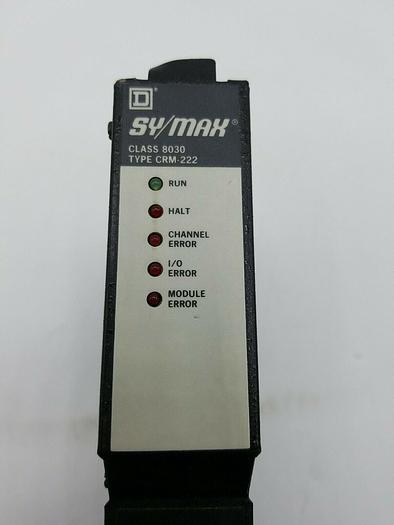 D®
SY/MAX®
CLASS 8030
TYPE CRM-222
RUN
HALT
CHANNEL
ERROR
I/O
ERROR
MODULE
ERROR